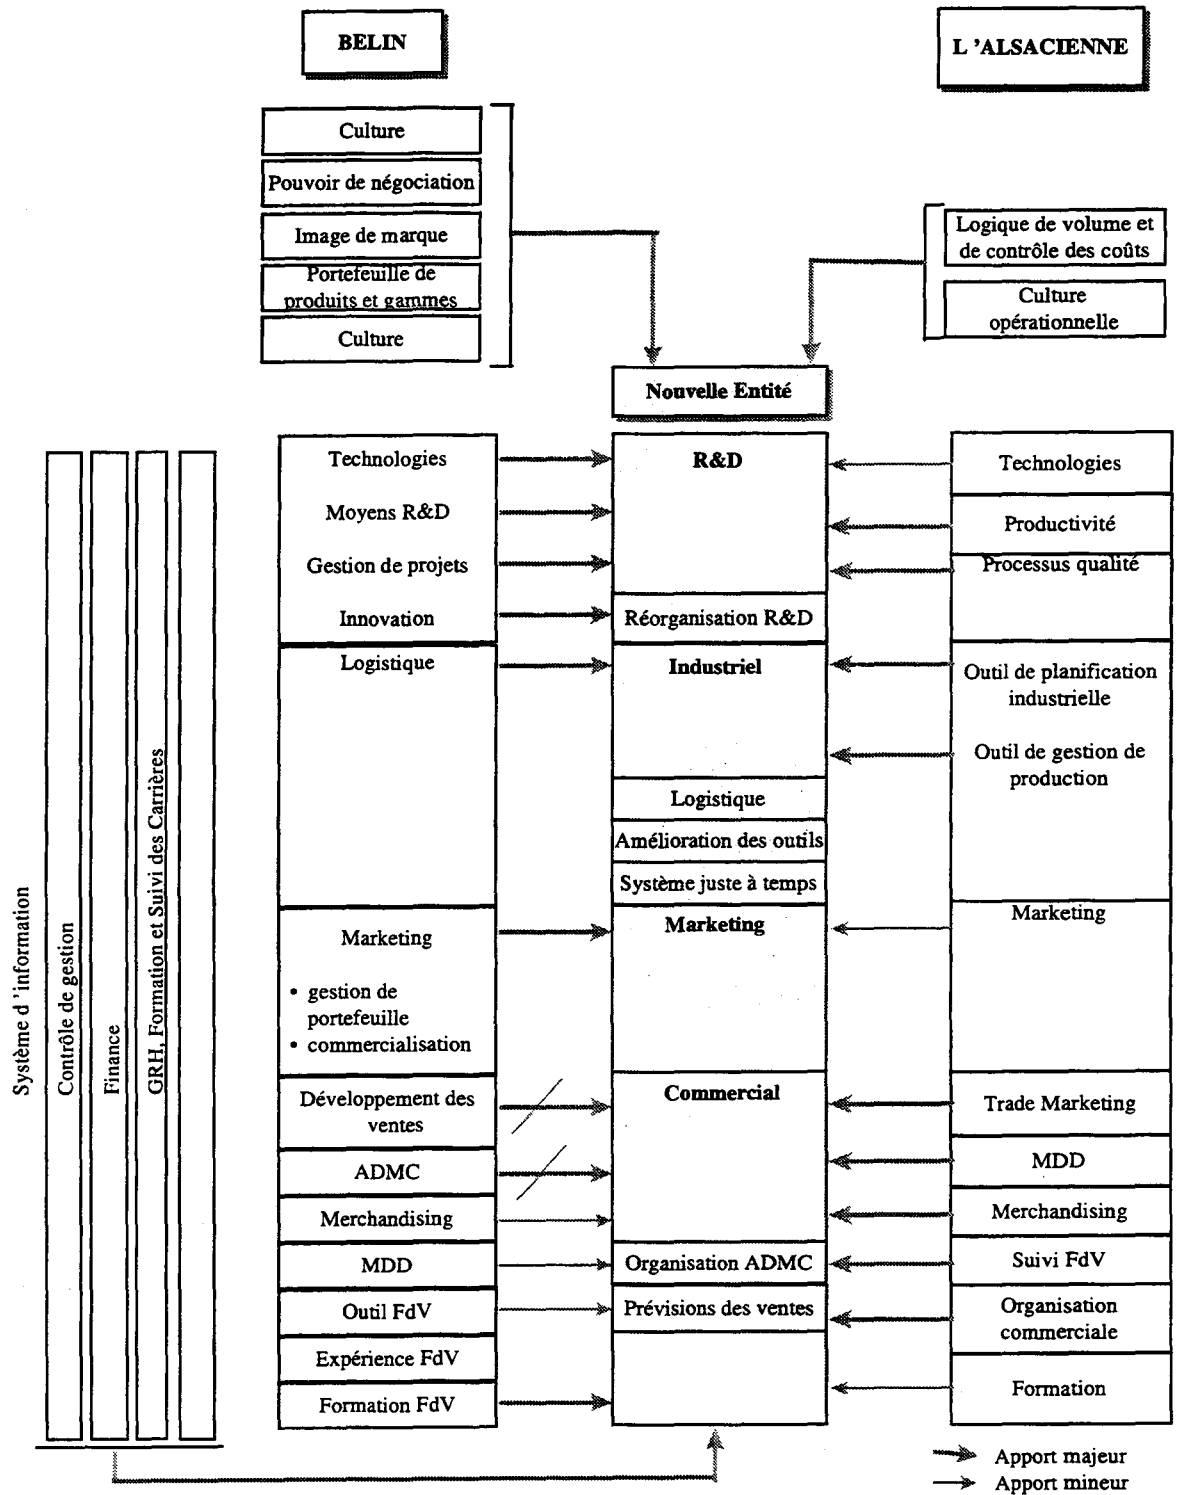 BELIN
L 'ALSACIENNE
Culture
Pouvoir de négociation
Image de marque
Portefeuille de
produits et gammes
Culture
Logique de volume et
de contrôle des coûts
Culture
opérationnelle
Nouvelle Entité
Système d 'information
Contrôle de gestion
Finance
GRH, Formation et Suivi des Carrières
Technologies
Moyens R&D
Gestion de projets
Innovation
Logistique
Marketing
• gestion de
portefeuille
• commercialisation
Développement des
ventes
ADMC
Merchandising
MDD
Outil FdV
Expérience FdV
Formation FdV
R&D
Réorganisation R&D
Industriel
Logistique
Amélioration des outils
Système juste à temps
Marketing
Commercial
Organisation ADMC
Prévisions des ventes
Technologies
Productivité
Processus qualité
Outil de planification
industrielle
Outil de gestion de
production
Marketing
Trade Marketing
MDD
Merchandising
Suivi FdV
Organisation
commerciale
Formation
Apport majeur
Apport mineur